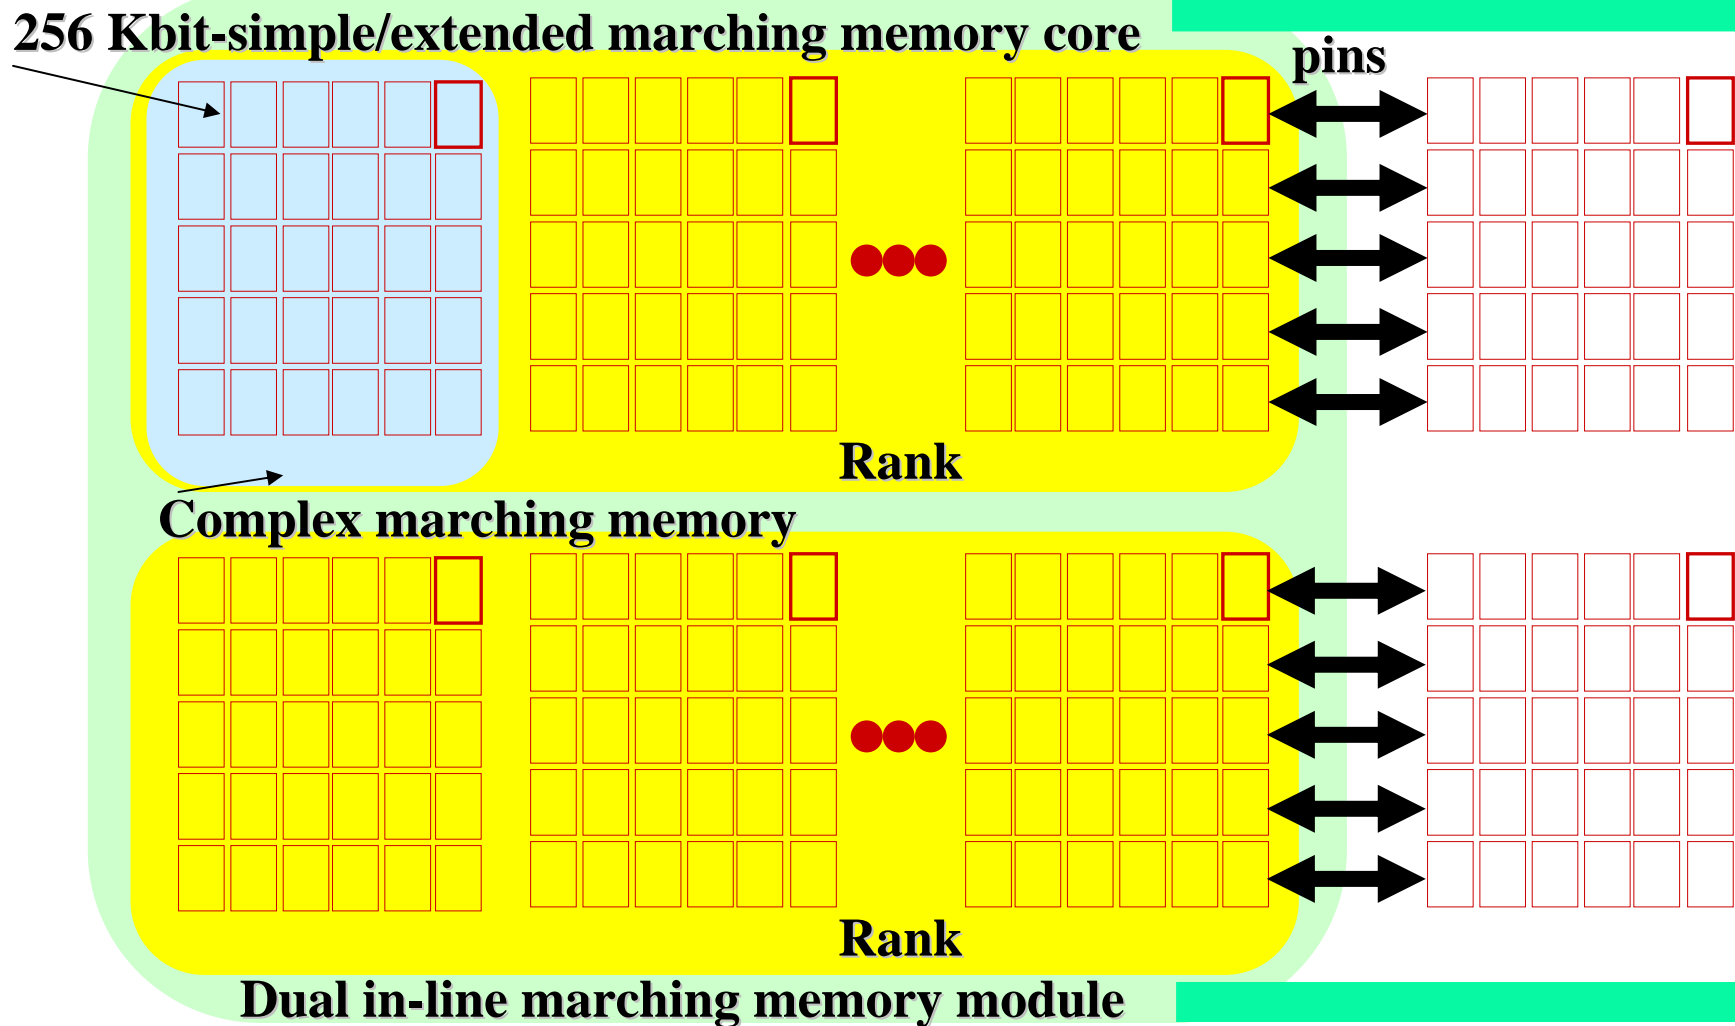 256 Kbit-simple/extended marching memory core
pins
Rank
Complex marching memory
Rank
Dual in-line marching memory module